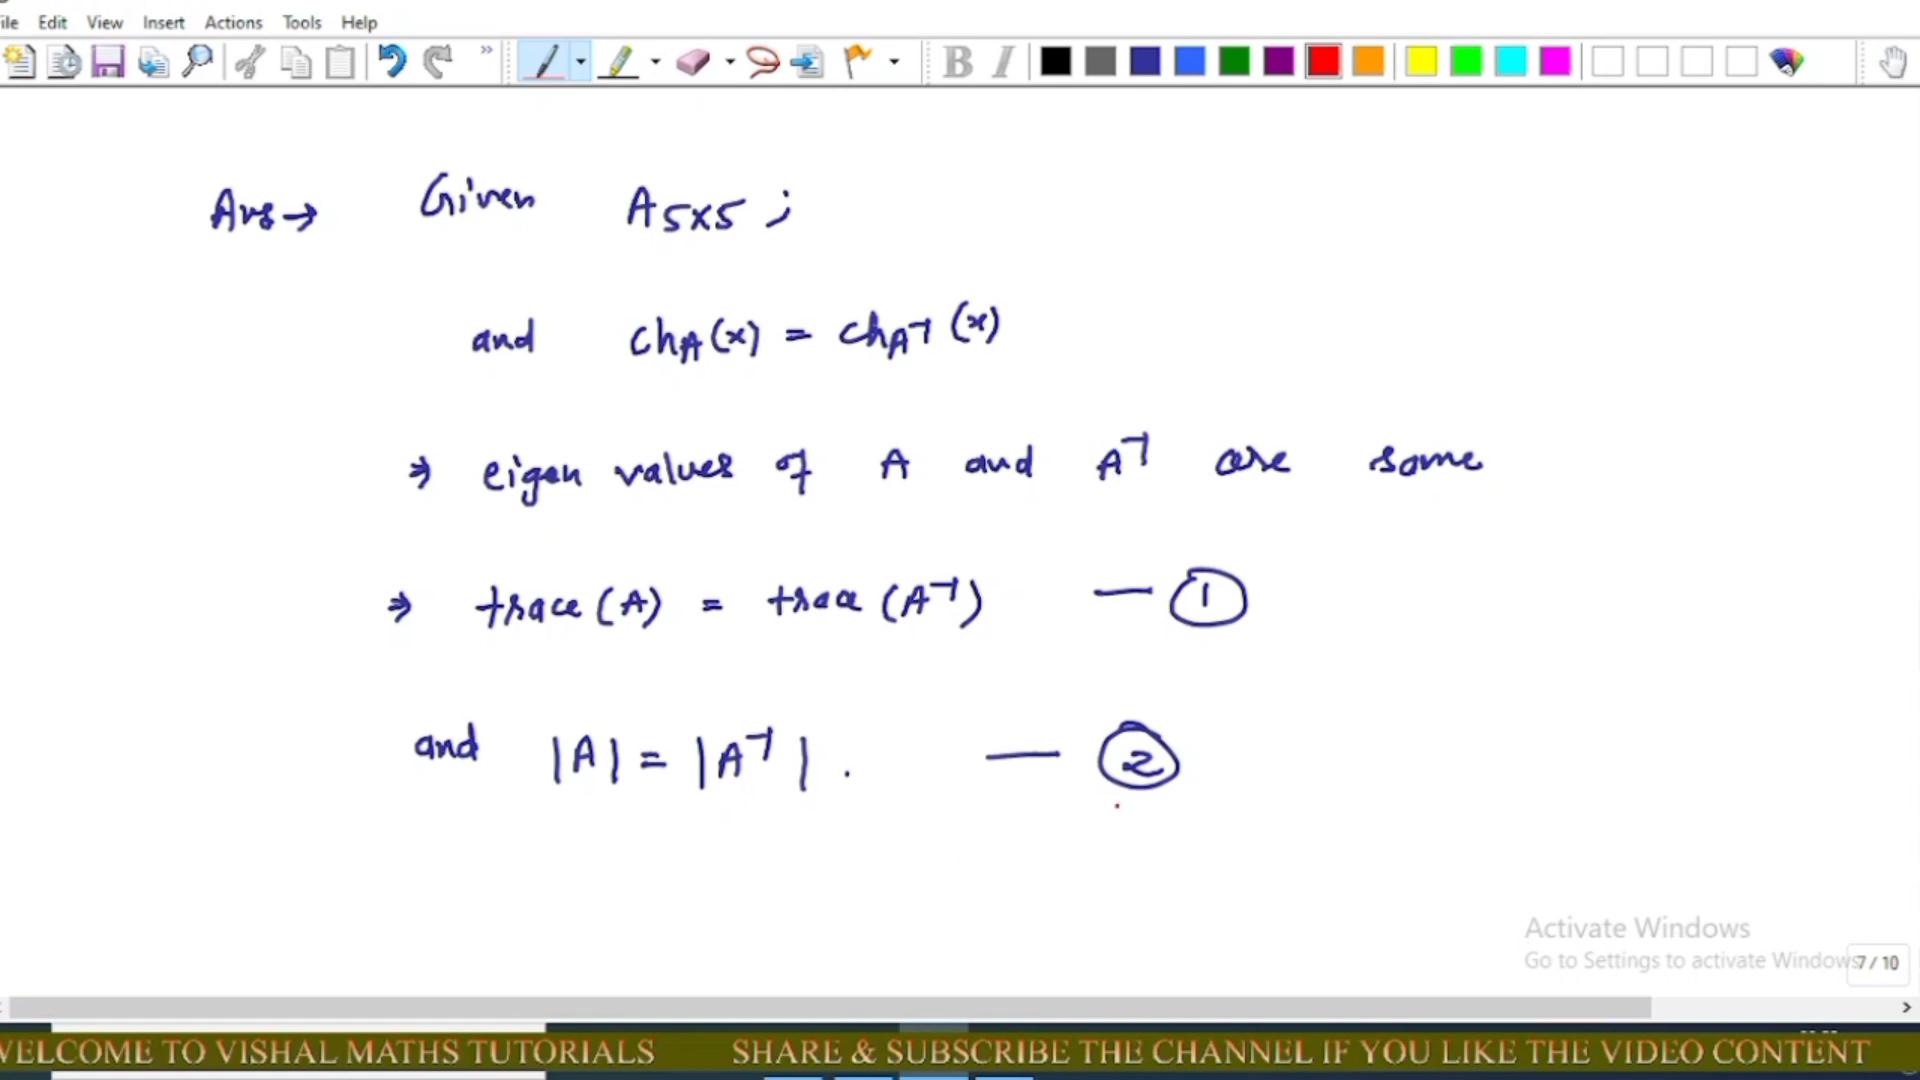 ile Edit View Insert Actions Tools Help
Ans → Given A5×5 ;
and chA(x) = chA⁻¹(x)
⇒ eigen values of A and A⁻¹ are same
⇒ trace(A) = trace(A⁻¹) — ①
and |A| = |A⁻¹| . — ②
Activate Windows
Go to Settings to activate Windows
7 / 10
VELCOME TO VISHAL MATHS TUTORIALS SHARE & SUBSCRIBE THE CHANNEL IF YOU LIKE THE VIDEO CONTENT